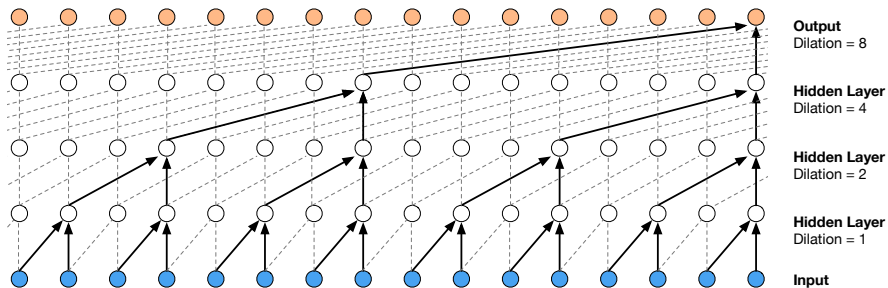 Output
Dilation = 8
Hidden Layer
Dilation = 4
Hidden Layer
Dilation = 2
Hidden Layer
Dilation = 1
Input